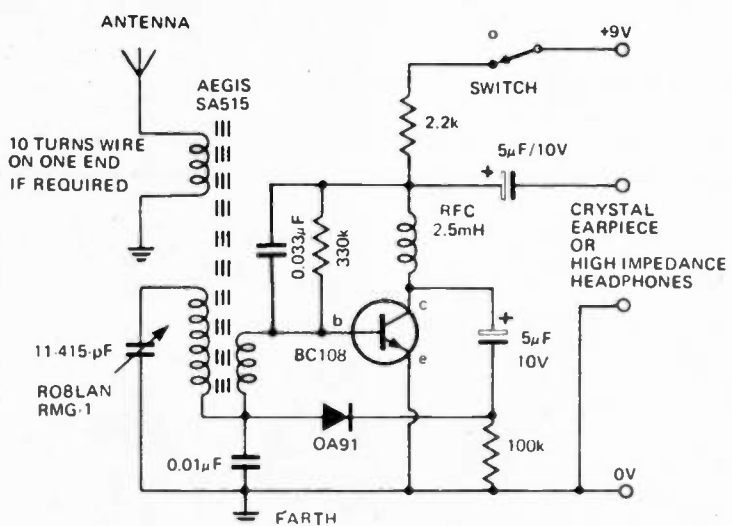 ANTENNA
+9V
AEGIS
SA515
SWITCH
10 TURNS WIRE
ON ONE END
IF REQUIRED
2.2k
5µF/10V
+
RFC
2.5mH
CRYSTAL
EARPIECE
OR
HIGH IMPEDANCE
HEADPHONES
0.033µF
330k
b
c
e
BC108
+
5µF
10V
11-415-pF
ROBLAN
RMG-1
OA91
100k
0.01µF
0V
EARTH